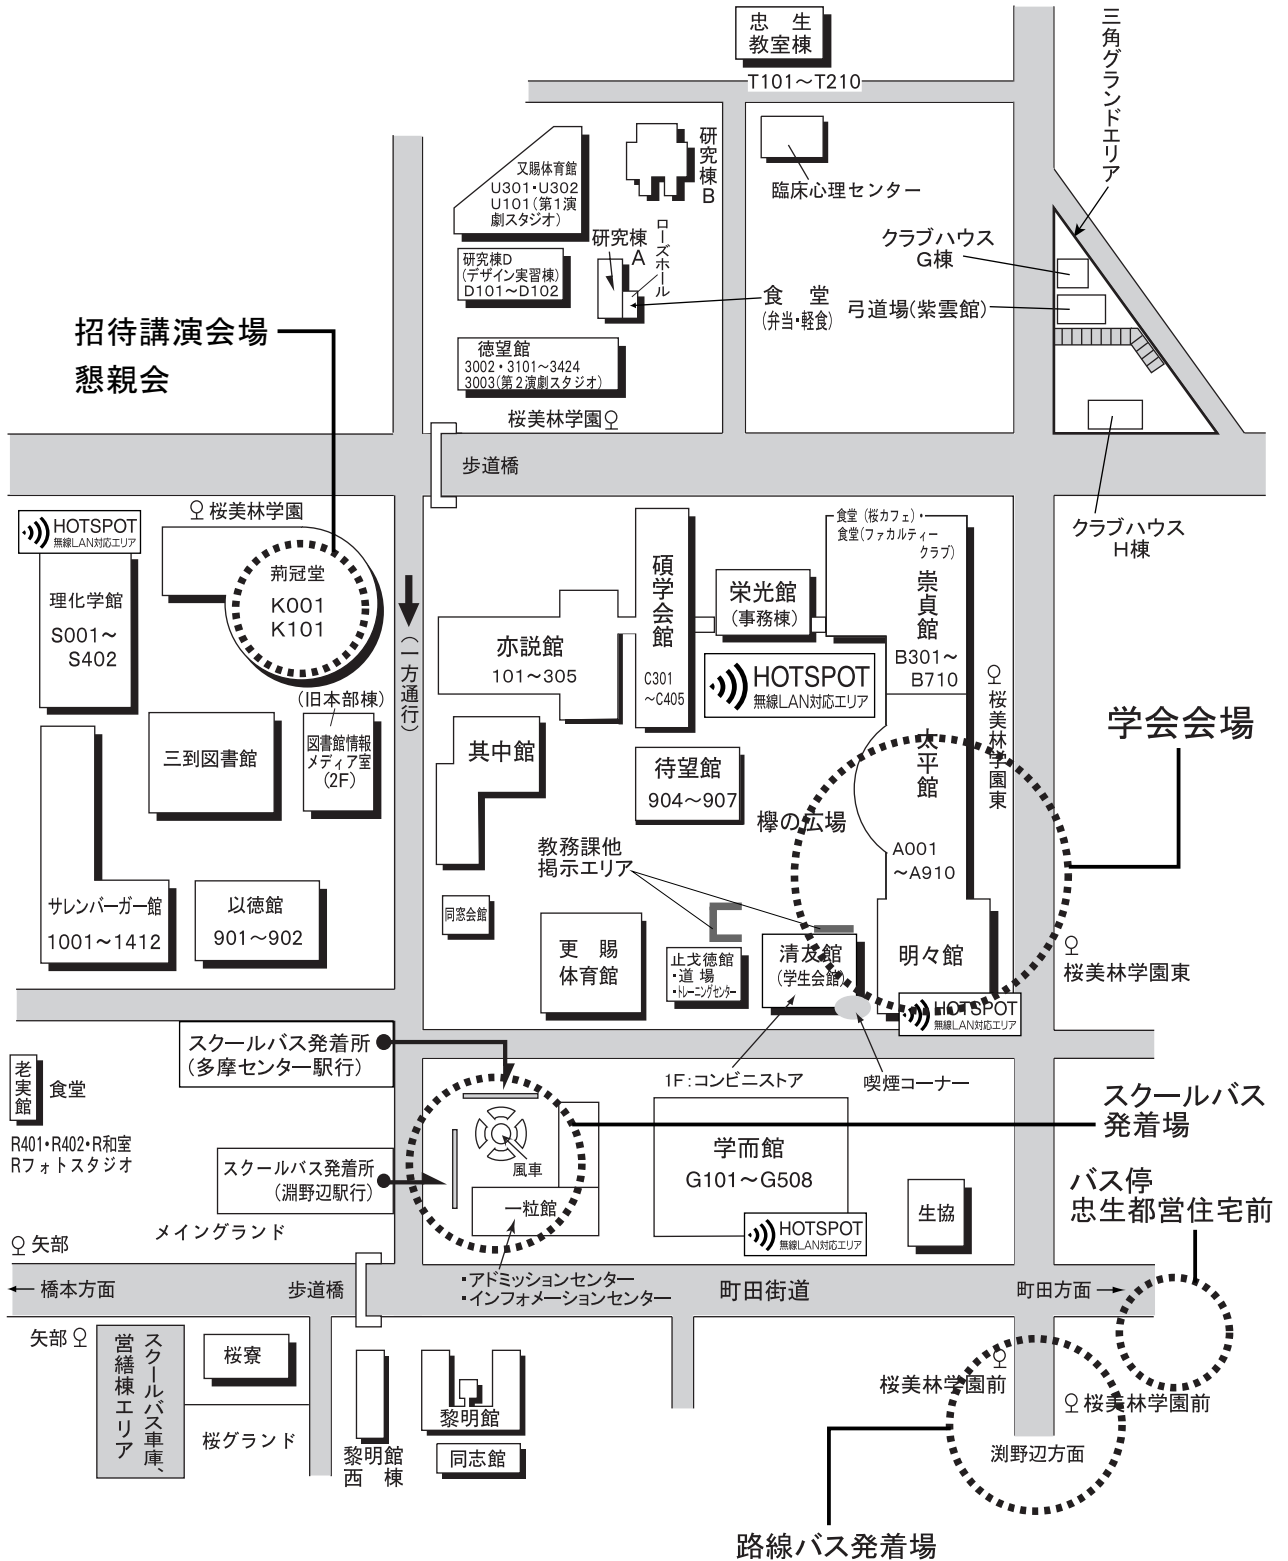 忠　生
教室棟
T101～T210
三角グランドエリア
又賜体育館
U301・U302
U101(第1演
劇スタジオ)
研究棟B
臨床心理センター
研究棟
A
ローズホール
研究棟D
(デザイン実習棟)
D101～D102
食　堂
(弁当・軽食)
クラブハウス
G棟
弓道場(紫雲館)
招待講演会場
懇親会
徳望館
3002・3101～3424
3003(第2演劇スタジオ)
桜美林学園
歩道橋
クラブハウス
H棟
桜美林学園
HOTSPOT
無線LAN対応エリア
理化学館
S001～
S402
荊冠堂
K001
K101
(一方通行)
亦説館
101～305
碩学会館
C301
～C405
栄光館
(事務棟)
食堂(桜カフェ)・
食堂(ファカルティー
クラブ)
崇貞館
B301～
B710
HOTSPOT
無線LAN対応エリア
桜美林学園東
学会会場
(旧本部棟)
図書館情報
メディア室
(2F)
三到図書館
其中館
待望館
904～907
太平館
A001
～A910
欅の広場
教務課他
掲示エリア
サレンバーガー館
1001～1412
以徳館
901～902
同窓会館
更　賜
体育館
止戈徳館
・道場
・トレーニングセンター
清友館
(学生会館)
明々館
桜美林学園東
HOTSPOT
無線LAN対応エリア
スクールバス発着所
(多摩センター駅行)
1F:コンビニストア
喫煙コーナー
老実館
食堂
R401・R402・R和室
Rフォトスタジオ
スクールバス発着所
(淵野辺駅行)
風車
一粒館
学而館
G101～G508
HOTSPOT
無線LAN対応エリア
生協
スクールバス
発着場
バス停
忠生都営住宅前
メイングランド
矢部
←橋本方面
歩道橋
・アドミッションセンター
・インフォメーションセンター
町田街道
町田方面→
矢部
スクールバス車庫、
営繕棟エリア
桜寮
桜グランド
黎明館
西　棟
黎明館
同志館
桜美林学園前
桜美林学園前
渕野辺方面
路線バス発着場